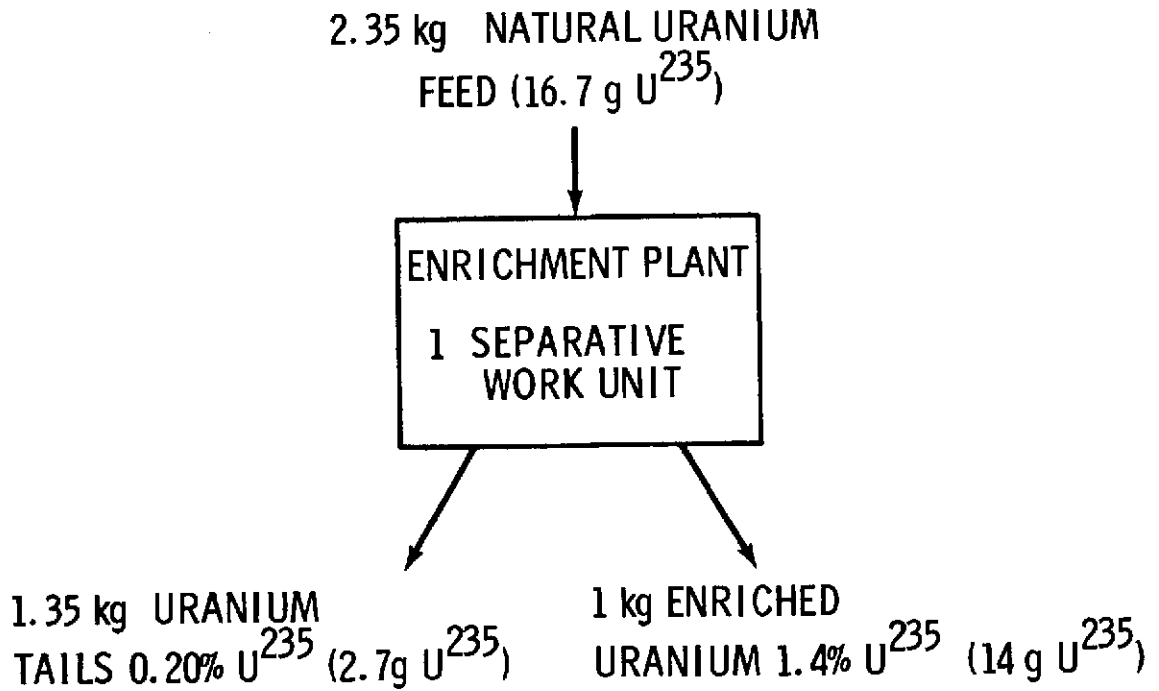 2.35 kg NATURAL URANIUM
FEED (16.7 g U²³⁵)
ENRICHMENT PLANT
1 SEPARATIVE
WORK UNIT
1.35 kg URANIUM
TAILS 0.20% U²³⁵ (2.7g U²³⁵)
1 kg ENRICHED
URANIUM 1.4% U²³⁵ (14 g U²³⁵)